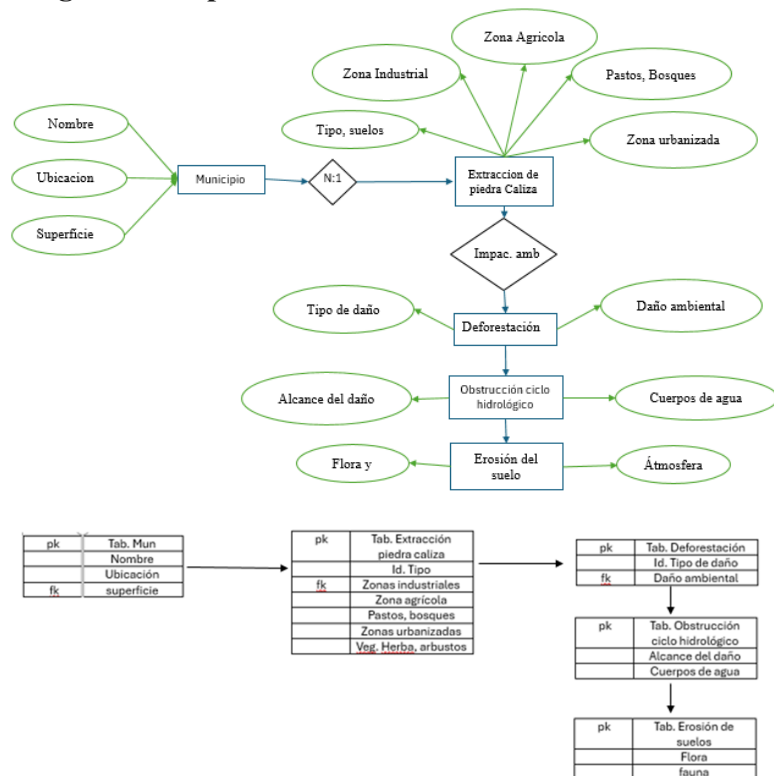 Zona Agricola
Zona Industrial
Pastos, Bosques
Nombre
Tipo, suelos
Zona urbanizada
Ubicacion
Municipio
N:1
Extraccion de
piedra Caliza
Superficie
Impac. amb
Tipo de daño
Daño ambiental
Deforestación
Alcance del daño
Obstrucción ciclo
hidrológico
Cuerpos de agua
Flora y
Erosión del
suelo
Átmosfera
pk Tab. Mun
Nombre
Ubicación
fk superficie
pk Tab. Extracción
piedra caliza
Id. Tipo
fk Zonas industriales
Zona agrícola
Pastos, bosques
Zonas urbanizadas
Veg. Herba, arbustos
pk Tab. Deforestación
Id. Tipo de daño
fk Daño ambiental
pk Tab. Obstrucción
ciclo hidrológico
Alcance del daño
Cuerpos de agua
pk Tab. Erosión de
suelos
Flora
fauna